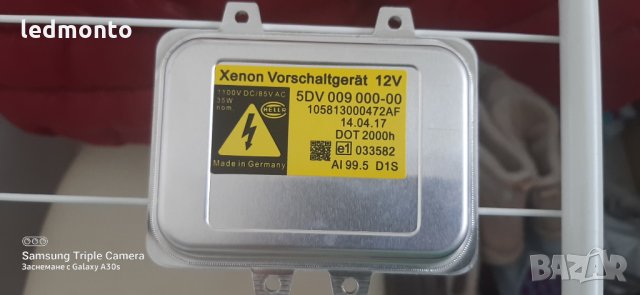 ledmonto
Xenon Vorschaltgerät 12V
1100V DC/85V AC
35W
nom.
HELLA
Made in Germany
5DV 009 000-00
105813000472AF
14.04.17
DOT 2000h
e1 033582
Al 99.5 D1S
Samsung Triple Camera
Заснемане с Galaxy A30s
BAZAR